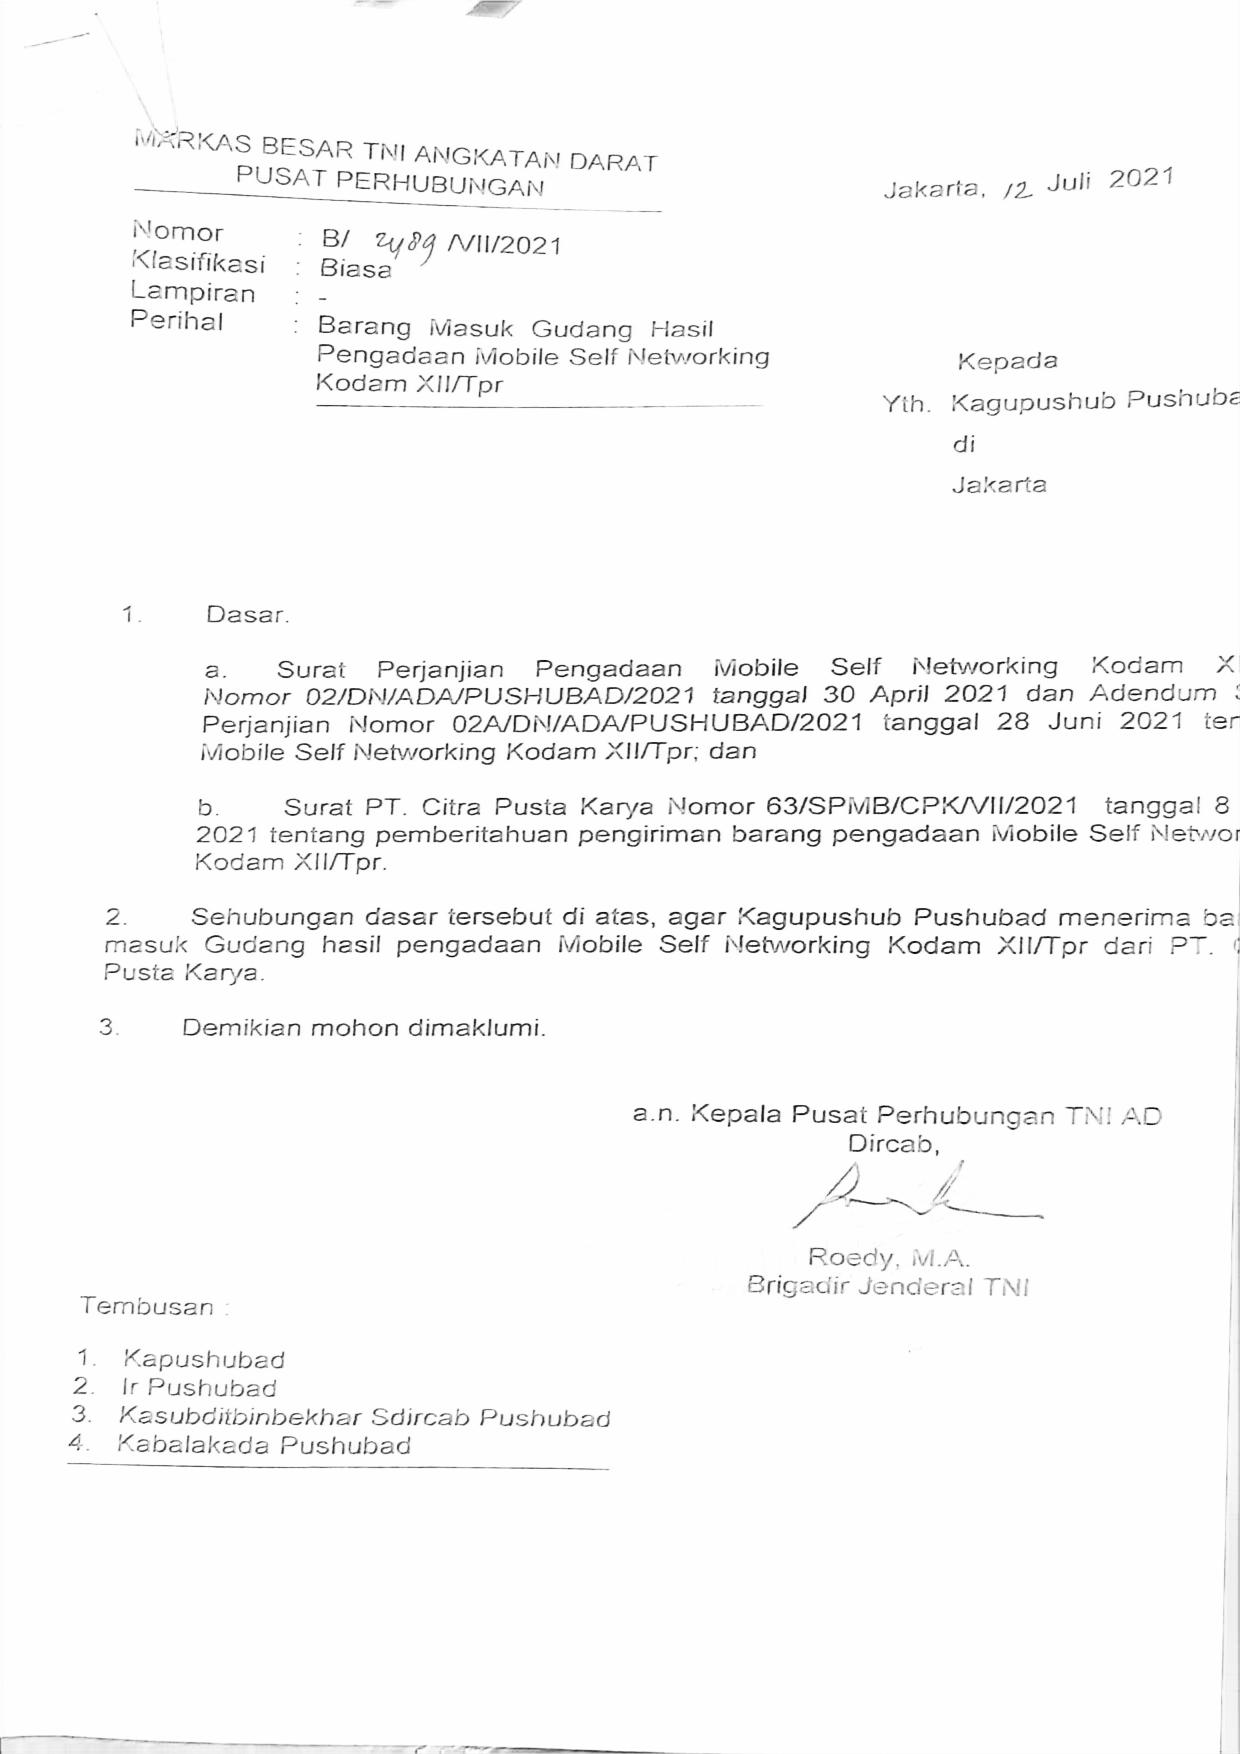 MARKAS BESAR TNI ANGKATAN DARAT
PUSAT PERHUBUNGAN
Jakarta, 12 Juli 2021
Nomor : B/ 2489 /VII/2021
Klasifikasi : Biasa
Lampiran : -
Perihal : Barang Masuk Gudang Hasil
Pengadaan Mobile Self Networking
Kodam XII/Tpr
Kepada
Yth. Kagupushub Pushuba
di
Jakarta
1. Dasar.
a. Surat Perjanjian Pengadaan Mobile Self Networking Kodam X
Nomor 02/DN/ADA/PUSHUBAD/2021 tanggal 30 April 2021 dan Adendum
Perjanjian Nomor 02A/DN/ADA/PUSHUBAD/2021 tanggal 28 Juni 2021 ter
Mobile Self Networking Kodam XII/Tpr; dan
b. Surat PT. Citra Pusta Karya Nomor 63/SPMB/CPK/VII/2021 tanggal 8
2021 tentang pemberitahuan pengiriman barang pengadaan Mobile Self Networ
Kodam XII/Tpr.
2. Sehubungan dasar tersebut di atas, agar Kagupushub Pushubad menerima ba
masuk Gudang hasil pengadaan Mobile Self Networking Kodam XII/Tpr dari PT.
Pusta Karya.
3. Demikian mohon dimaklumi.
a.n. Kepala Pusat Perhubungan TNI AD
Dircab,
Roedy, M.A.
Brigadir Jenderal TNI
Tembusan :
1. Kapushubad
2. Ir Pushubad
3. Kasubditbinbekhar Sdircab Pushubad
4. Kabalakada Pushubad